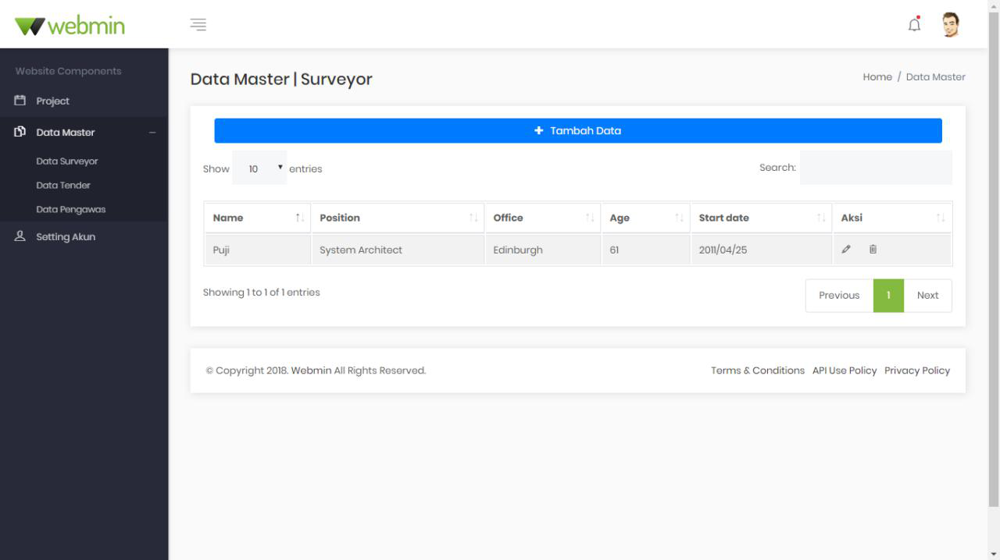 webmin
Website Components
Project
Data Master
Data Surveyor
Data Tender
Data Pengawas
Setting Akun
Data Master | Surveyor
Home / Data Master
+ Tambah Data
Show 10 entries
Search:
Name Position Office Age Start date Aksi
Puji System Architect Edinburgh 61 2011/04/25
Showing 1 to 1 of 1 entries
Previous 1 Next
© Copyright 2018. Webmin All Rights Reserved.
Terms & Conditions API Use Policy Privacy Policy